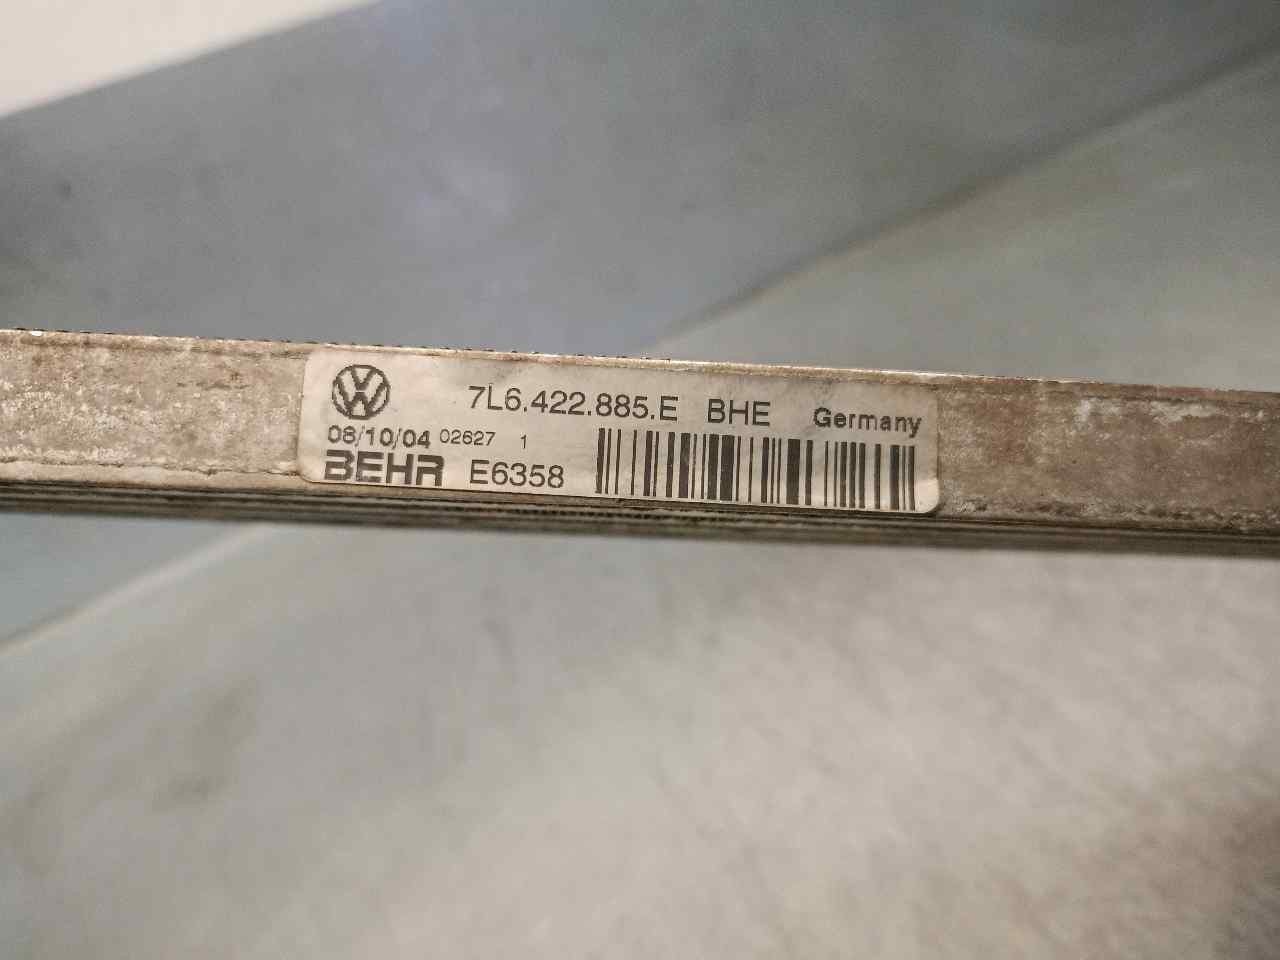 7L6.422.885.E BHE Germany
08/10/04 02627 1
BEHR E6358